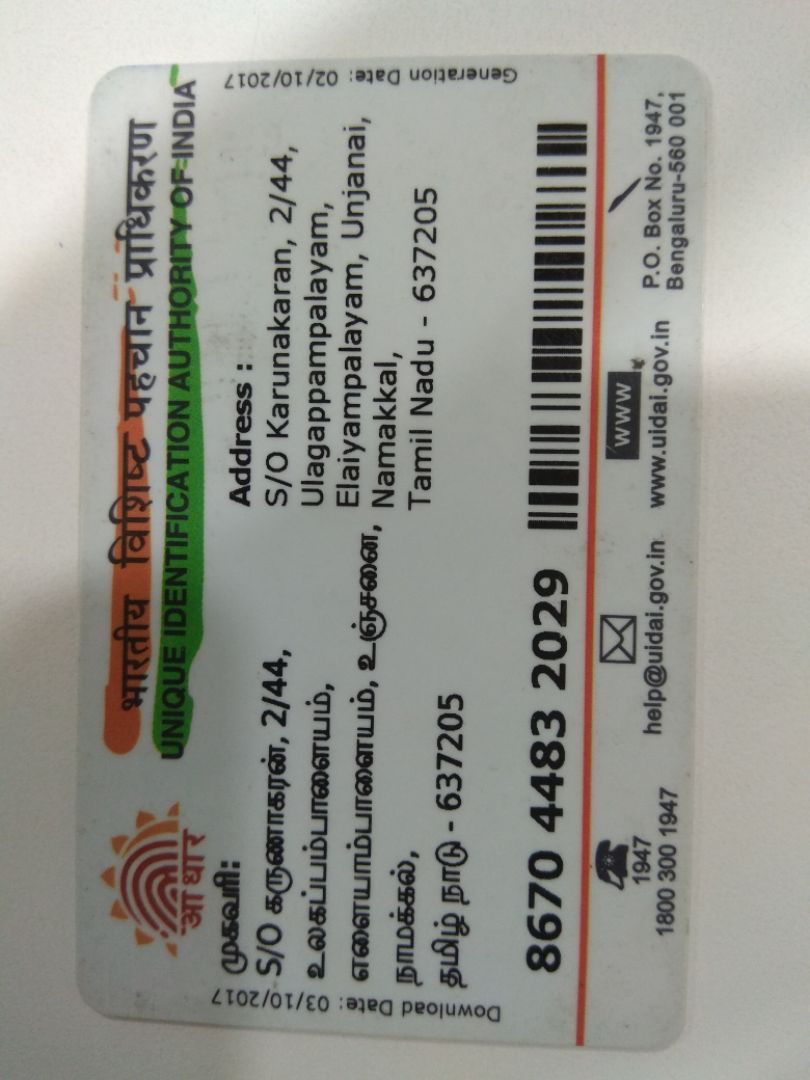 भारतीय विशिष्ट पहचान प्राधिकरण
UNIQUE IDENTIFICATION AUTHORITY OF INDIA
आधार
முகவரி:
S/O கருணாகரன், 2/44,
உலகப்பம்பாளையம்,
எளையாம்பாளையம், உஞ்சனை,
நாமக்கல்,
தமிழ் நாடு - 637205
Address :
S/O Karunakaran, 2/44,
Ulagappampalayam,
Elaiyampalayam, Unjanai,
Namakkal,
Tamil Nadu - 637205
Download Date: 03/10/2017
Generation Date: 02/10/2017
8670 4483 2029
1947
1800 300 1947
help@uidai.gov.in
www
www.uidai.gov.in
P.O. Box No. 1947,
Bengaluru-560 001